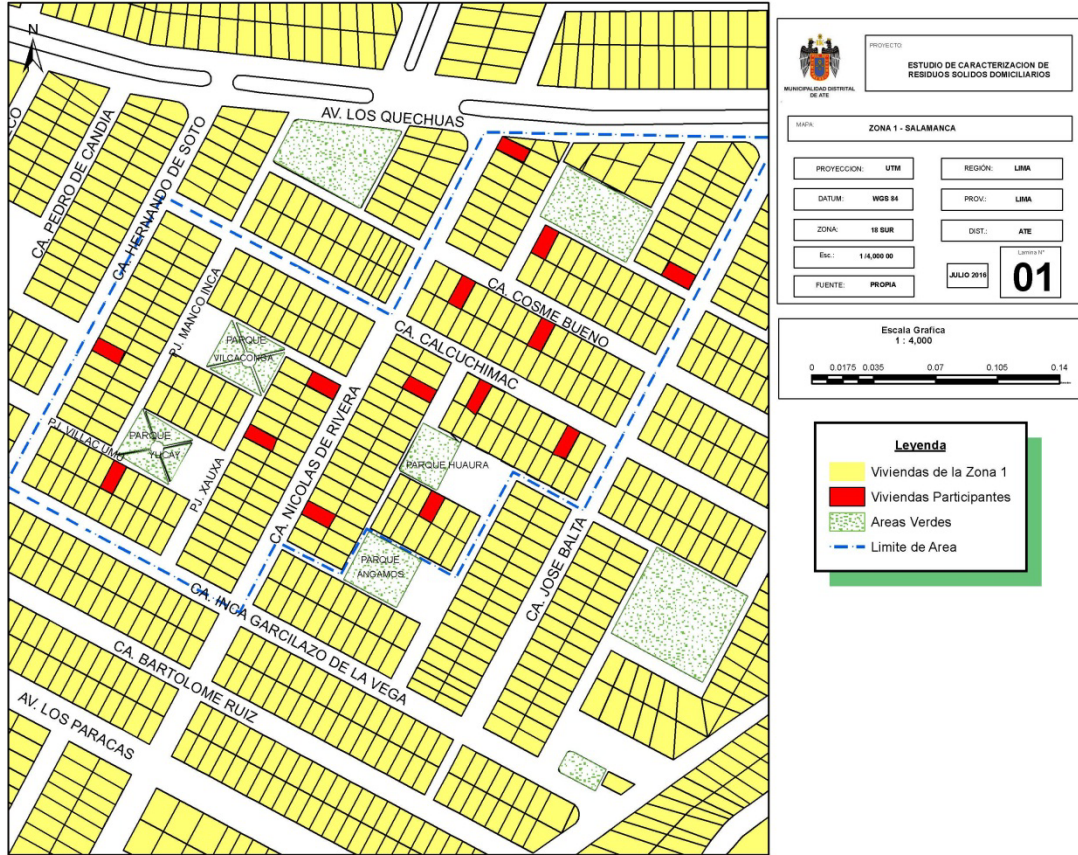 N
AV. LOS QUECHUAS
CA. PEDRO DE CANDIA
CA. HERNANDO DE SOTO
PJ. MANCO INCA
PARQUE
VILCACONGA
CA. COSME BUENO
CA. CALCUCHIMAC
CA. NICOLAS DE RIVERA
PJ. VILLAC UMU
PARQUE
YUCAY
PJ. XAUXA
PARQUE HUAURA
PARQUE
ANGAMOS
CA. JOSE BALTA
CA. INCA GARCILAZO DE LA VEGA
CA. BARTOLOME RUIZ
AV. LOS PARACAS
MUNICIPALIDAD DISTRITAL
DE ATE
PROYECTO:
ESTUDIO DE CARACTERIZACION DE
RESIDUOS SOLIDOS DOMICILIARIOS
MAPA: ZONA 1 - SALAMANCA
PROYECCION: UTM
REGIÓN: LIMA
DATUM: WGS 84
PROV.: LIMA
ZONA: 18 SUR
DIST.: ATE
Esc.: 1/4,000 00
FUENTE: PROPIA
JULIO 2016
Lamina N°
01
Escala Grafica
1 : 4,000
0 0.0175 0.035 0.07 0.105 0.14
Leyenda
Viviendas de la Zona 1
Viviendas Participantes
Areas Verdes
Limite de Area